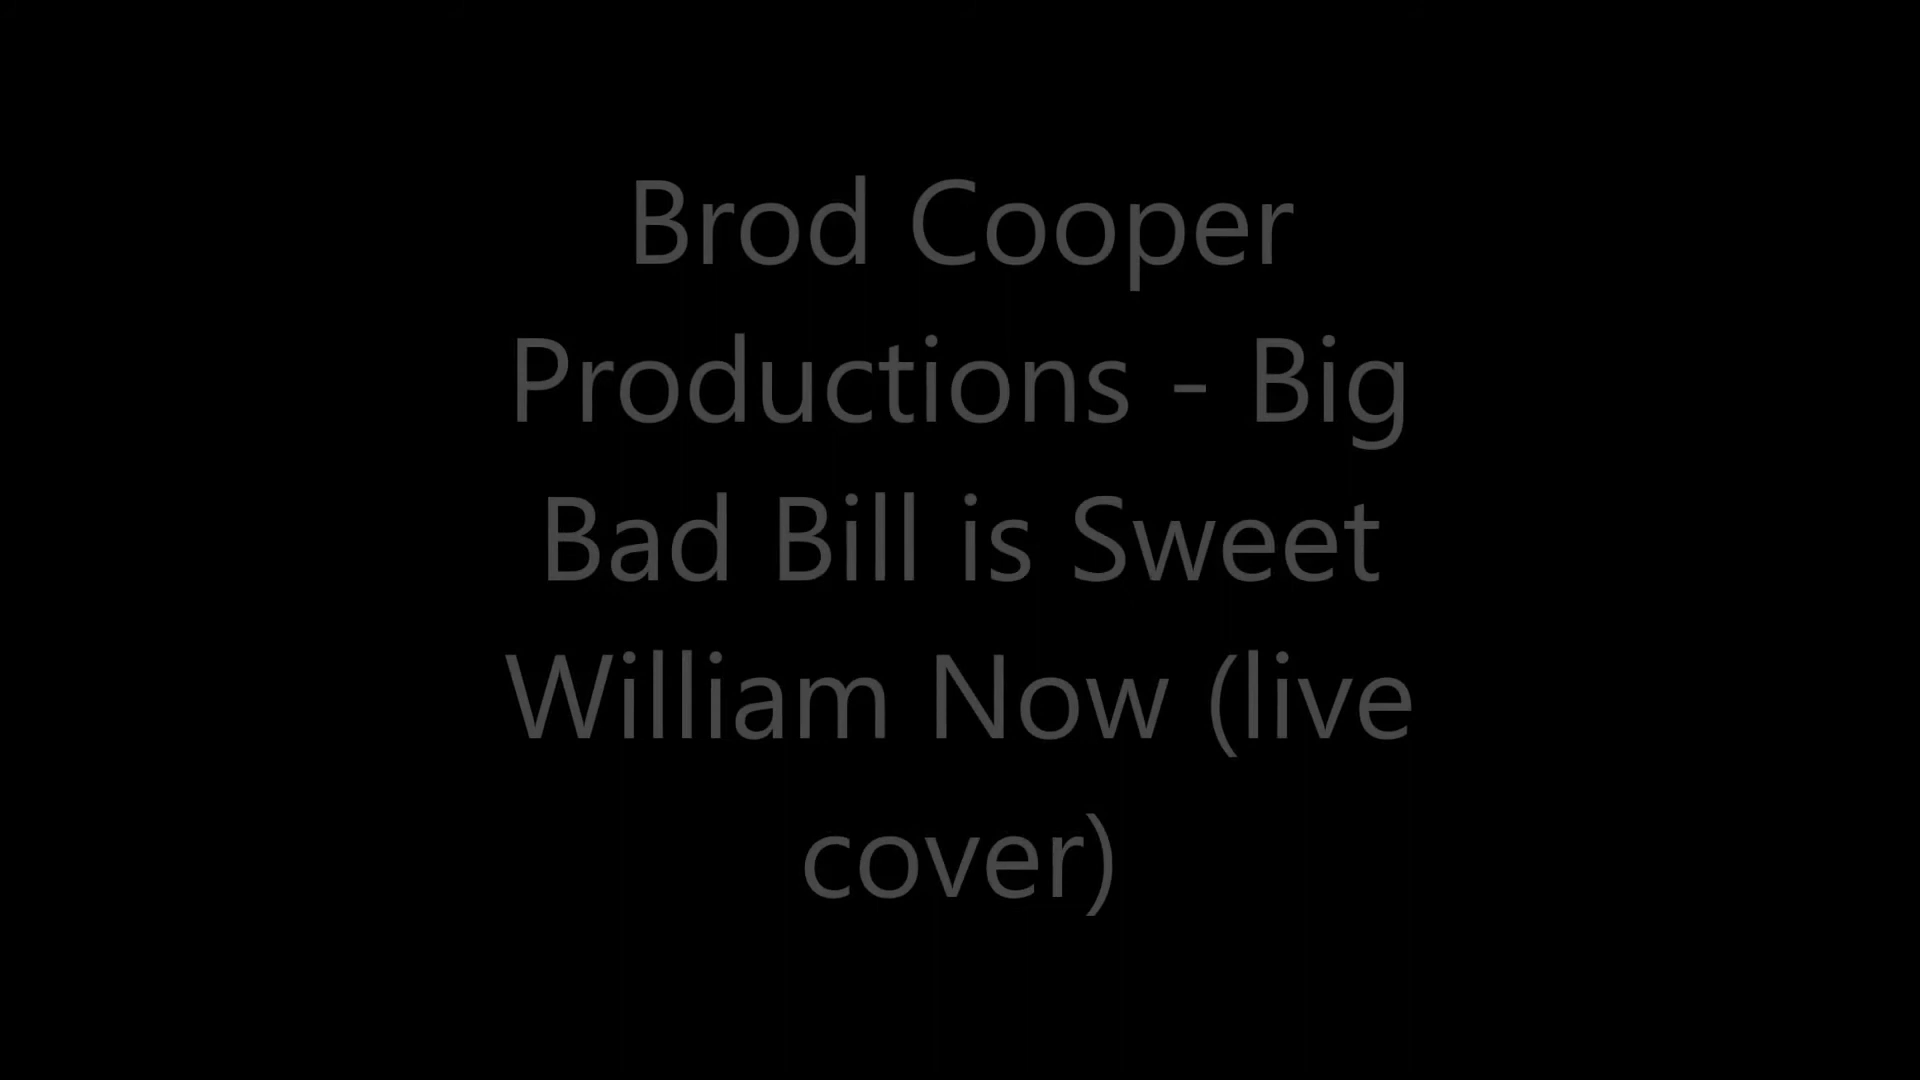 Brod Cooper
Productions - Big
Bad Bill is Sweet
William Now (live
cover)